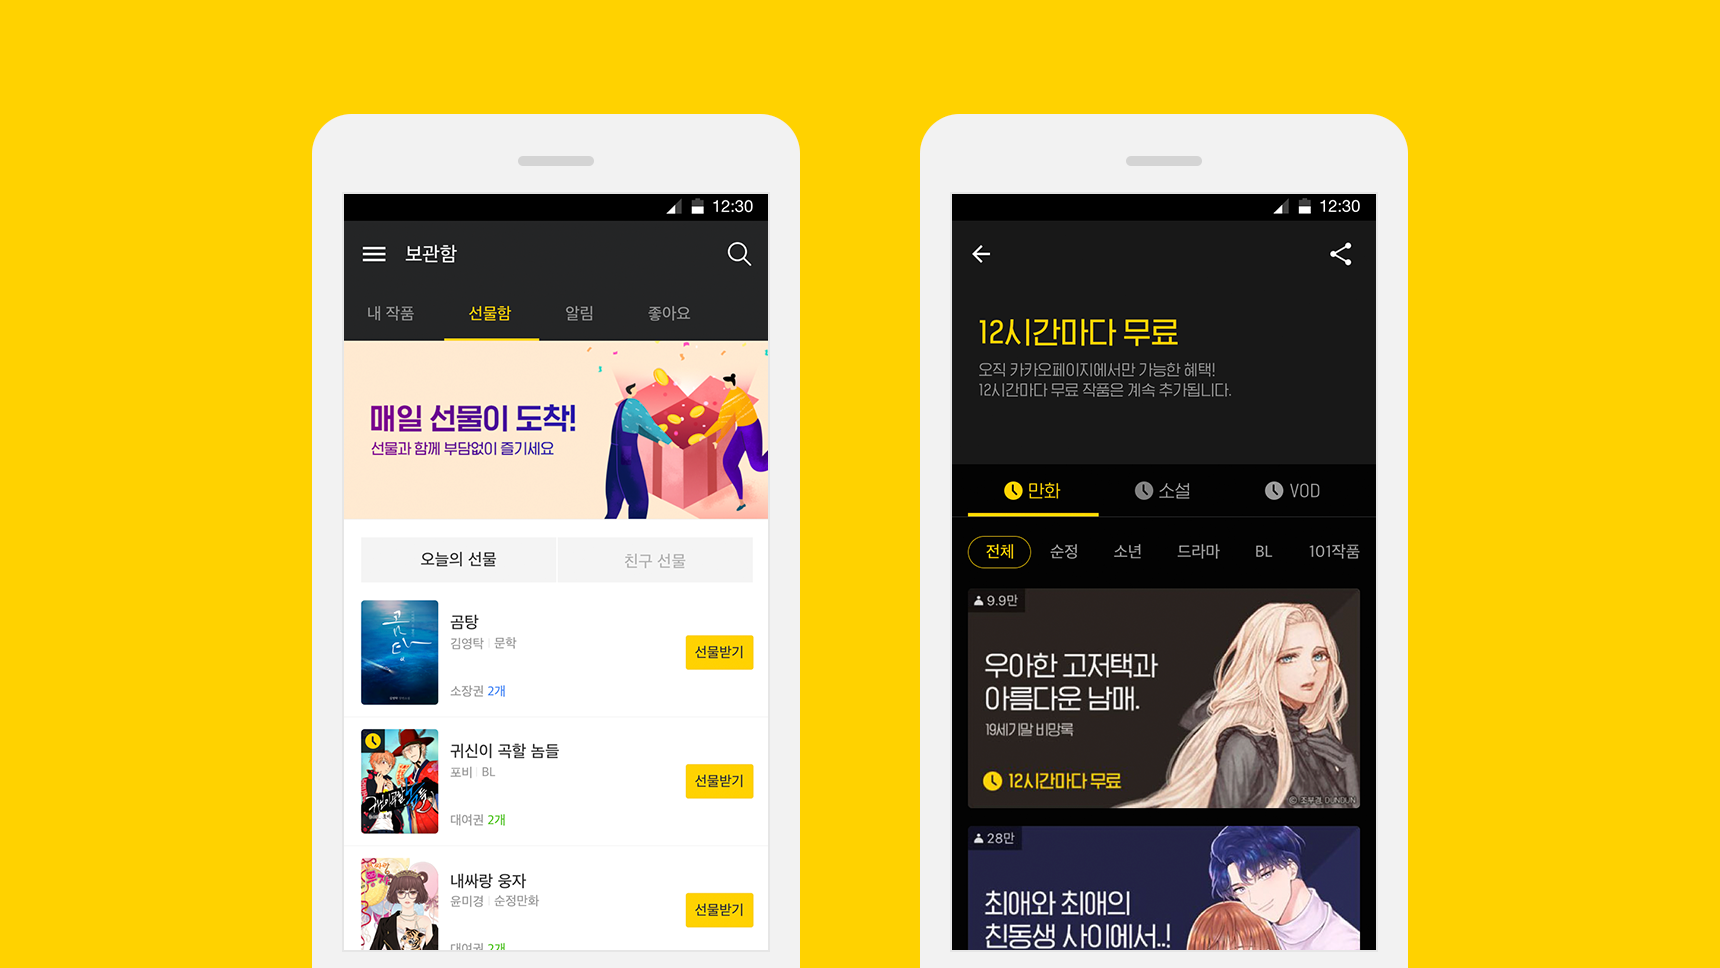 12:30
보관함
내 작품
선물함
알림
좋아요
매일 선물이 도착!
선물과 함께 부담없이 즐기세요
오늘의 선물
친구 선물
곰탕
곰탕
김영탁 | 문학
소장권 2개
선물받기
귀신이 곡할 놈들
포비 | BL
대여권 2개
선물받기
내싸랑 웅자
윤미경 | 순정만화
대여권 2개
선물받기
12:30
12시간마다 무료
오직 카카오페이지에서만 가능한 혜택!
12시간마다 무료 작품은 계속 추가됩니다.
만화
소설
VOD
전체
순정
소년
드라마
BL
101작품
9.9만
우아한 고저택과
아름다운 남매.
19세기말 비망록
12시간마다 무료
© 조부경, DUNDUN
28만
최애와 최애의
친동생 사이에서..!